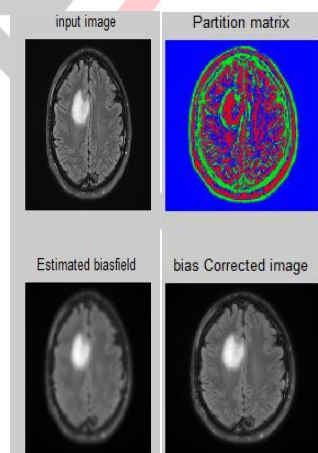 input image
Partition matrix
Estimated biasfield
bias Corrected image